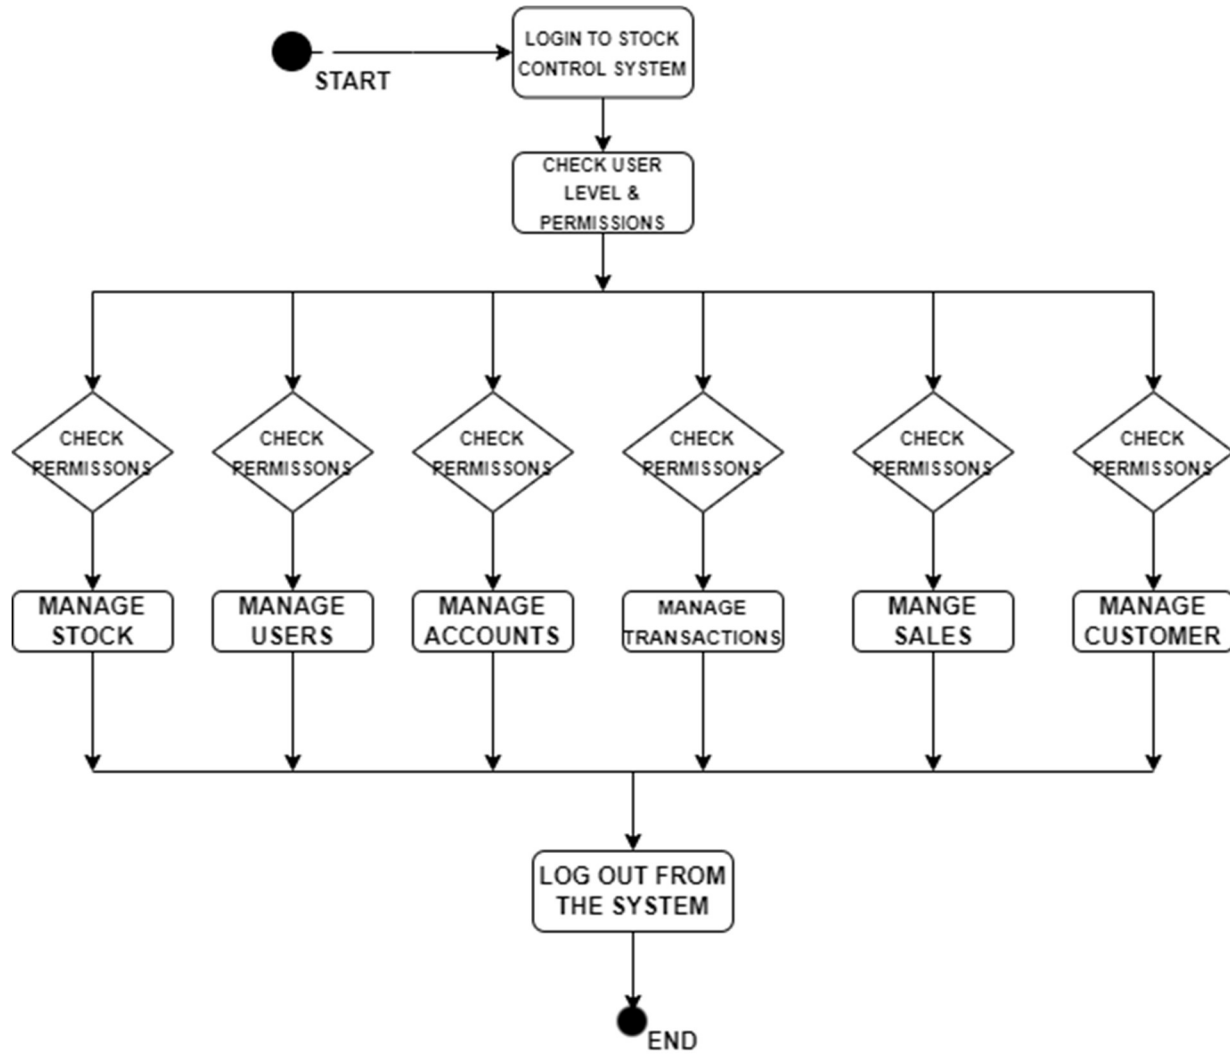 LOGIN TO STOCK
CONTROL SYSTEM
START
CHECK USER
LEVEL &
PERMISSIONS
CHECK
PERMISSONS
CHECK
PERMISSONS
CHECK
PERMISSONS
CHECK
PERMISSONS
CHECK
PERMISSONS
CHECK
PERMISSONS
MANAGE
STOCK
MANAGE
USERS
MANAGE
ACCOUNTS
MANAGE
TRANSACTIONS
MANGE
SALES
MANAGE
CUSTOMER
LOG OUT FROM
THE SYSTEM
END